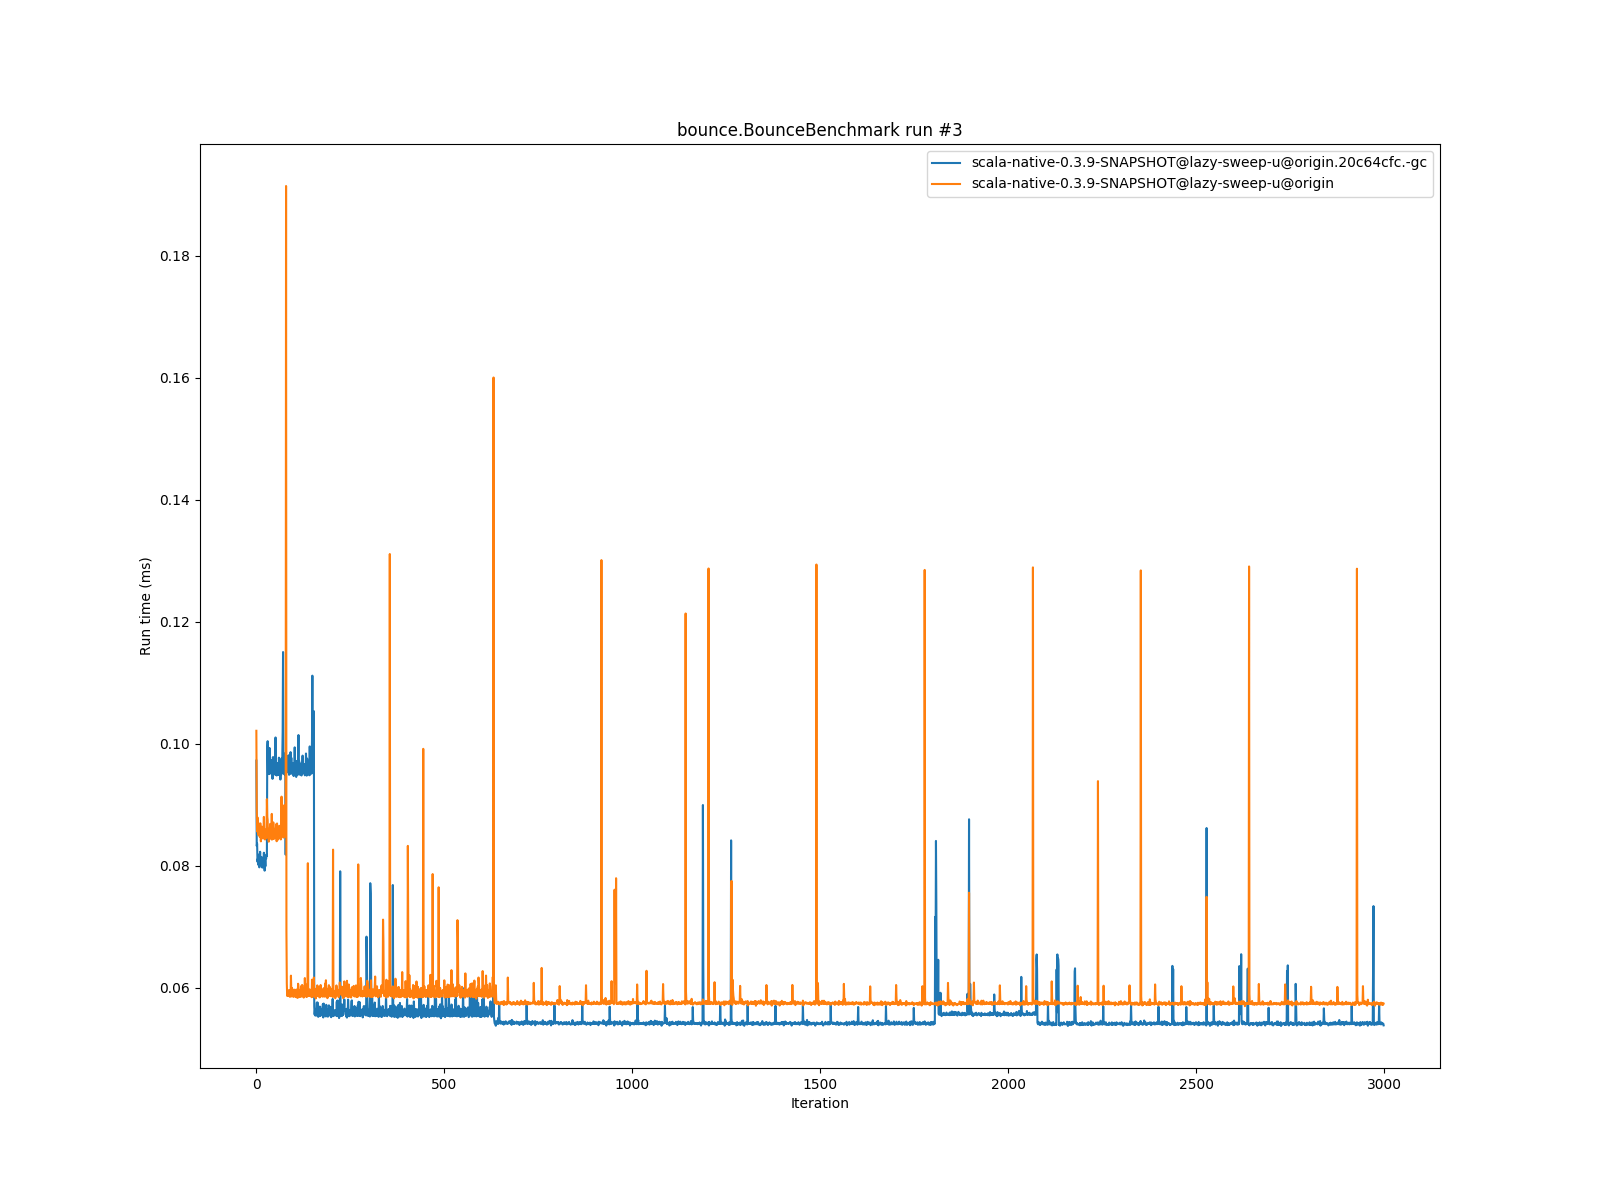 bounce.BounceBenchmark run #3
scala-native-0.3.9-SNAPSHOT@lazy-sweep-u@origin.20c64cfc.-gc
scala-native-0.3.9-SNAPSHOT@lazy-sweep-u@origin
0.18
0.16
0.14
0.12
0.10
0.08
0.06
Run time (ms)
0 500 1000 1500 2000 2500 3000
Iteration